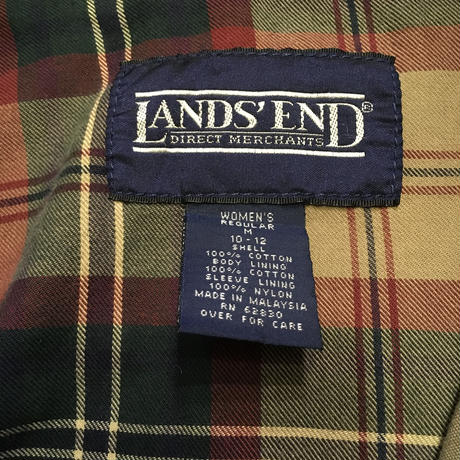 LANDS' END®
DIRECT MERCHANTS
WOMEN'S
REGULAR
M
10 - 12
SHELL
100% COTTON
BODY LINING
100% COTTON
SLEEVE LINING
100% NYLON
MADE IN MALAYSIA
RN 62830
OVER FOR CARE